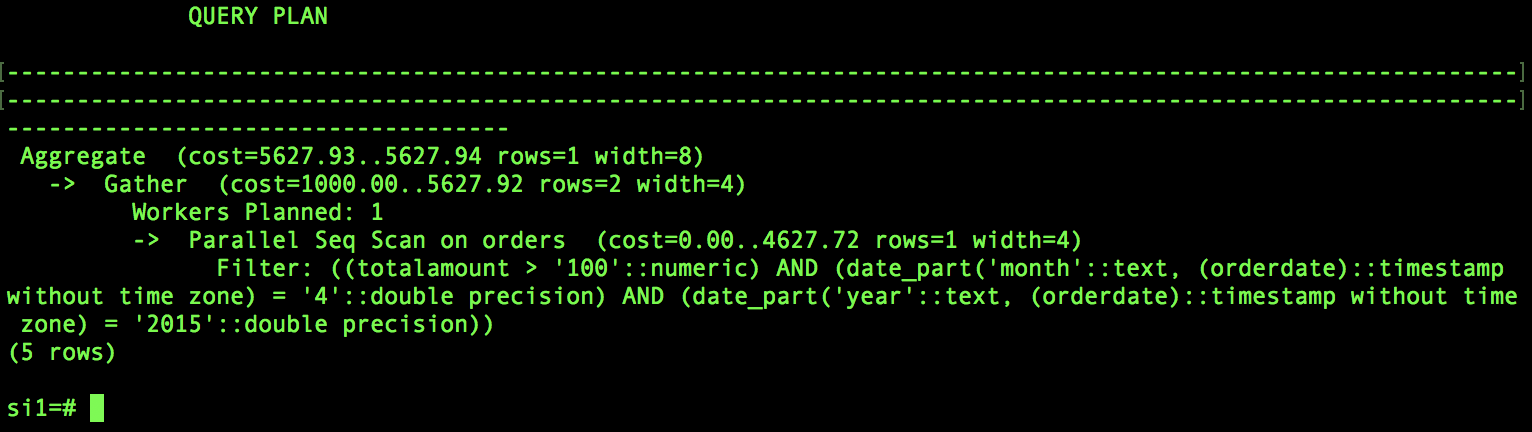 QUERY PLAN
[------------------------------------------------------------------------------------------------------------]
[------------------------------------------------------------------------------------------------------------]
------------------------------------
Aggregate  (cost=5627.93..5627.94 rows=1 width=8)
  ->  Gather  (cost=1000.00..5627.92 rows=2 width=4)
        Workers Planned: 1
        ->  Parallel Seq Scan on orders  (cost=0.00..4627.72 rows=1 width=4)
              Filter: ((totalamount > '100'::numeric) AND (date_part('month'::text, (orderdate)::timestamp
without time zone) = '4'::double precision) AND (date_part('year'::text, (orderdate)::timestamp without time
 zone) = '2015'::double precision))
(5 rows)
si1=#